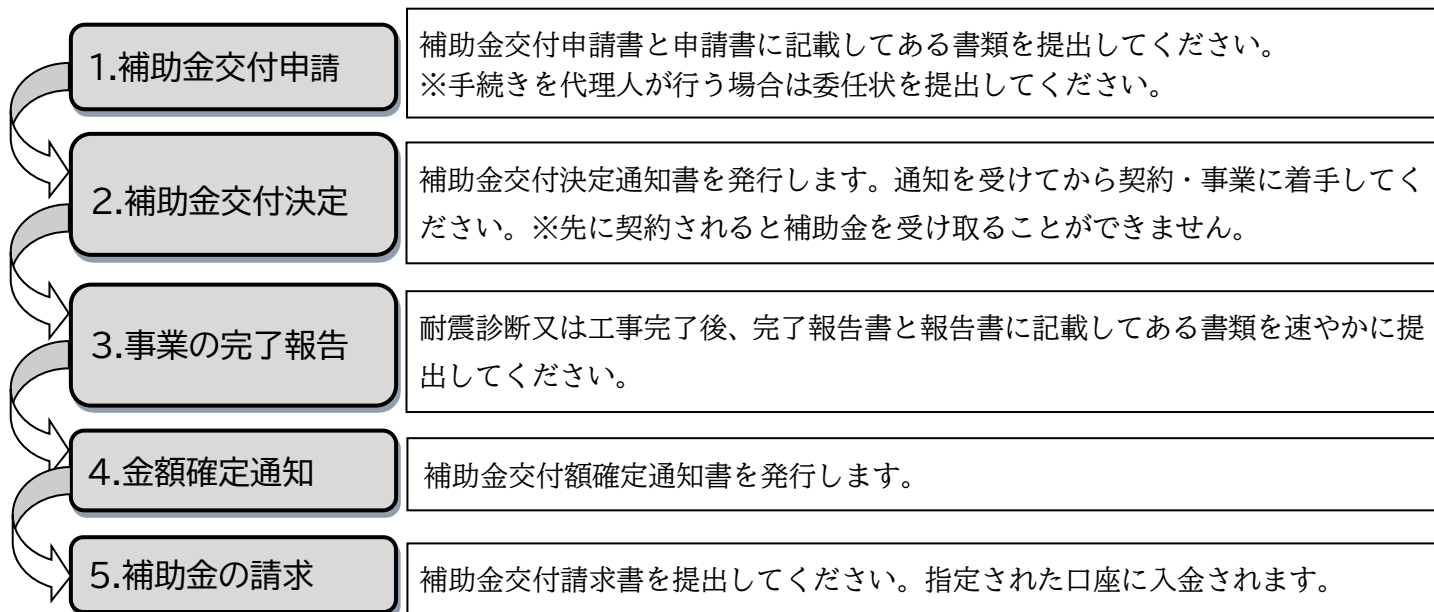 1.補助金交付申請
補助金交付申請書と申請書に記載してある書類を提出してください。
※手続きを代理人が行う場合は委任状を提出してください。
2.補助金交付決定
補助金交付決定通知書を発行します。通知を受けてから契約・事業に着手してく
ださい。※先に契約されると補助金を受け取ることができません。
3.事業の完了報告
耐震診断又は工事完了後、完了報告書と報告書に記載してある書類を速やかに提
出してください。
4.金額確定通知
補助金交付額確定通知書を発行します。
5.補助金の請求
補助金交付請求書を提出してください。指定された口座に入金されます。